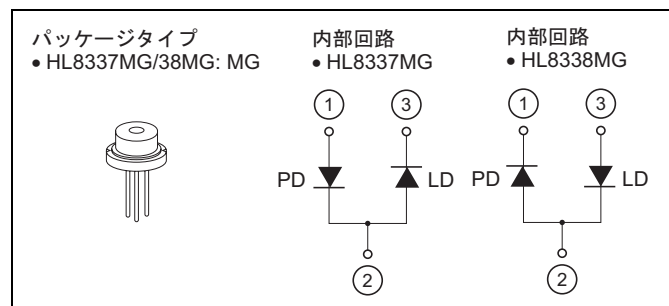 パッケージタイプ
• HL8337MG/38MG: MG
内部回路
• HL8337MG
1
3
PD
LD
2
内部回路
• HL8338MG
1
3
PD
LD
2